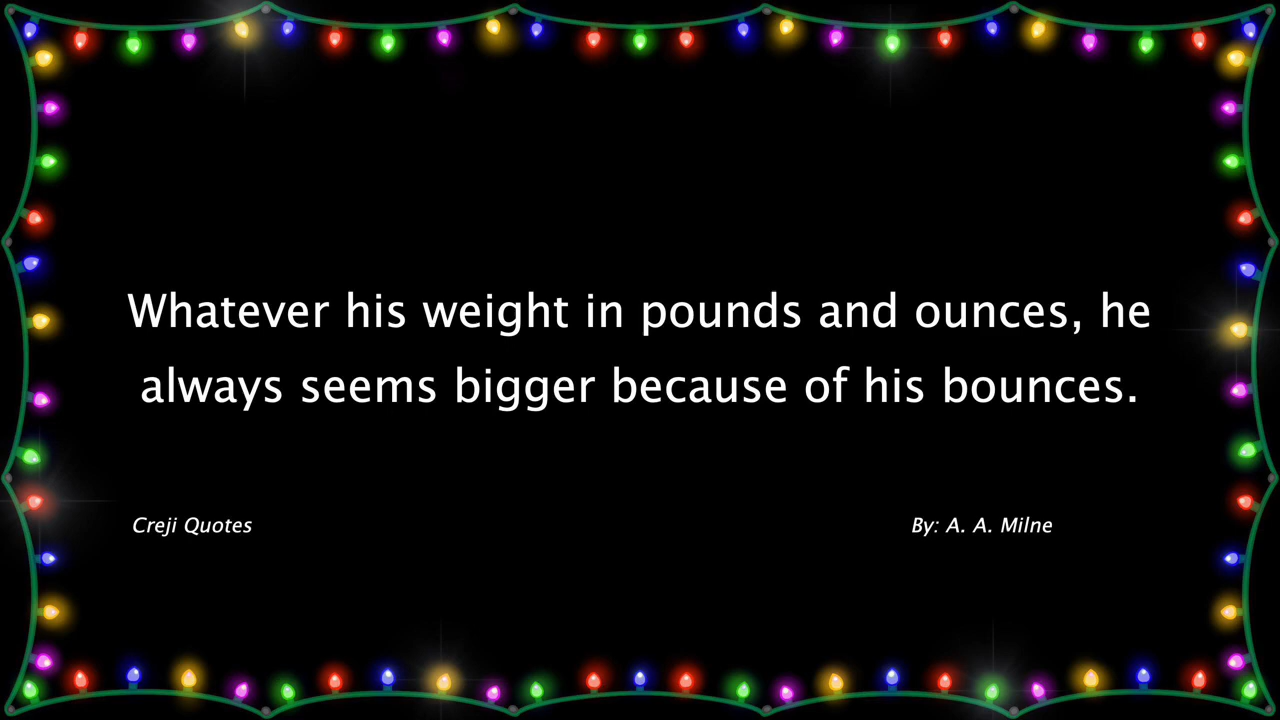 Whatever his weight in pounds and ounces, he
always seems bigger because of his bounces.
Creji Quotes
By: A. A. Milne